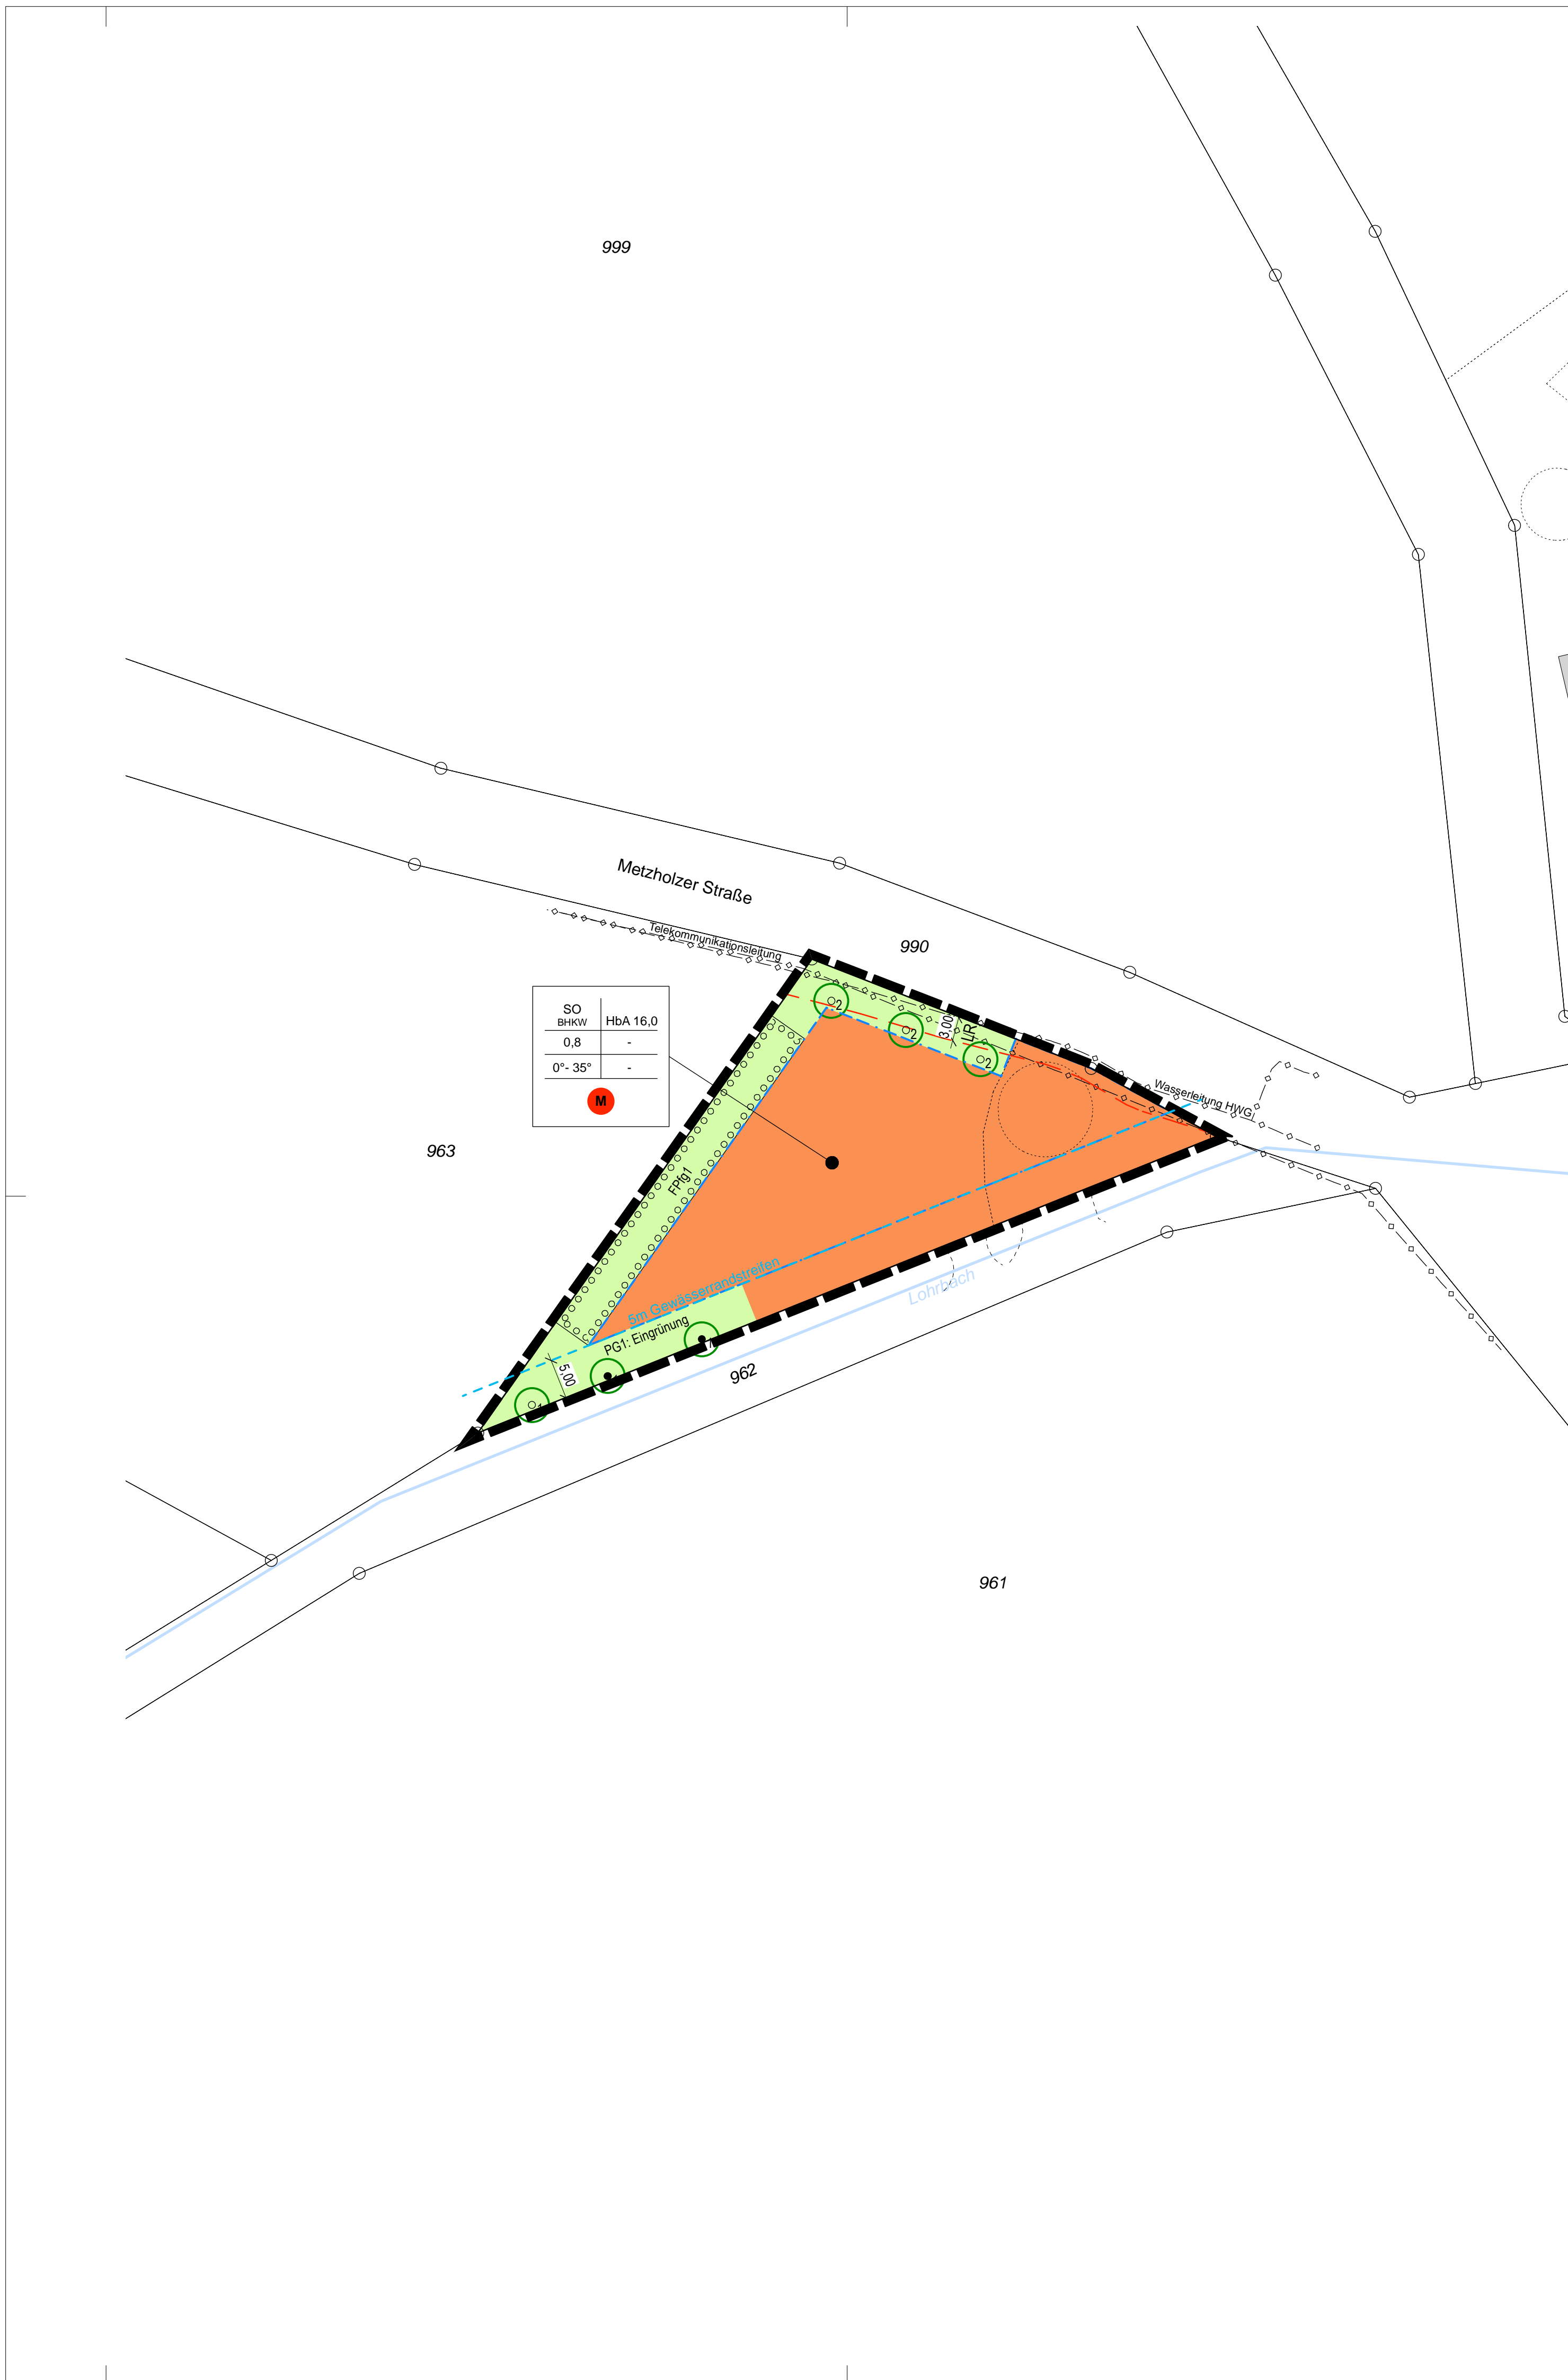 999
Metzholzer Straße
Telekommunikationsleitung
990
SO
BHKW
HbA 16,0
0,8
-
0°- 35°
-
M
2
2
2
3,00
LR
Wasserleitung HWG
963
FPfg1
5m Gewässerrandstreifen
PG1: Eingrünung
5,00
1
Lohrbach
962
961